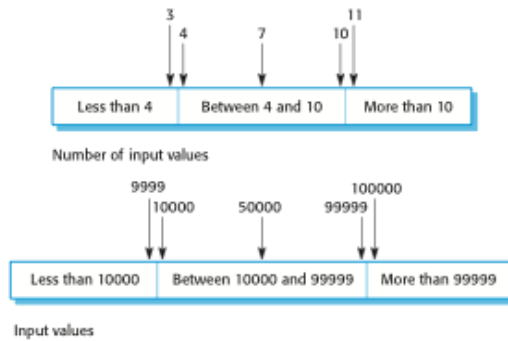 3 11
4 7 10
Less than 4 Between 4 and 10 More than 10
Number of input values
9999 100000
10000 50000 99999
Less than 10000 Between 10000 and 99999 More than 99999
Input values